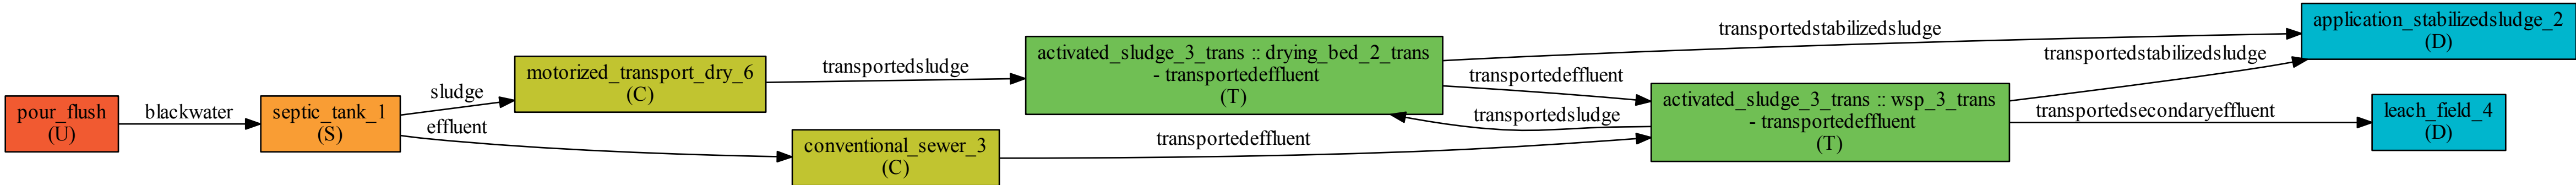 pour_flush
(U)
blackwater
septic_tank_1
(S)
sludge
effluent
motorized_transport_dry_6
(C)
conventional_sewer_3
(C)
transportedsludge
transportedeffluent
activated_sludge_3_trans :: drying_bed_2_trans
- transportedeffluent
(T)
transportedeffluent
transportedsludge
activated_sludge_3_trans :: wsp_3_trans
- transportedeffluent
(T)
transportedstabilizedsludge
transportedstabilizedsludge
transportedsecondaryeffluent
application_stabilizedsludge_2
(D)
leach_field_4
(D)